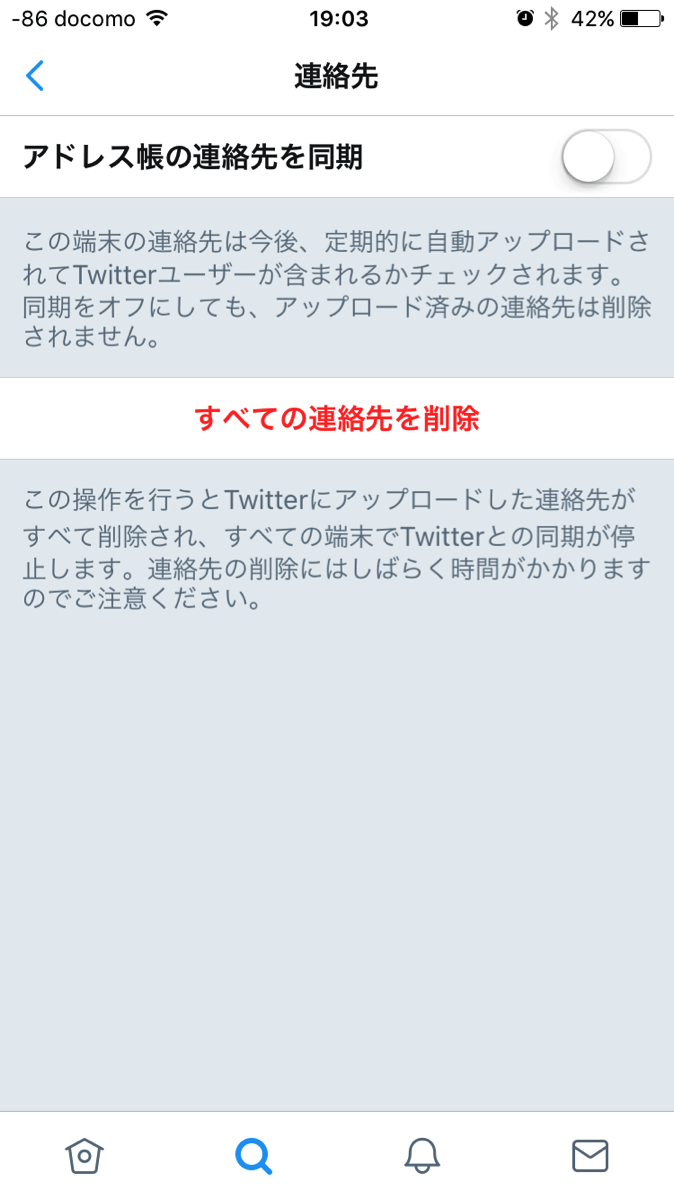 -86 docomo 19:03 42%
連絡先
アドレス帳の連絡先を同期
この端末の連絡先は今後、定期的に自動アップロードさ
れてTwitterユーザーが含まれるかチェックされます。
同期をオフにしても、アップロード済みの連絡先は削除
されません。
すべての連絡先を削除
この操作を行うとTwitterにアップロードした連絡先が
すべて削除され、すべての端末でTwitterとの同期が停
止します。連絡先の削除にはしばらく時間がかかります
のでご注意ください。